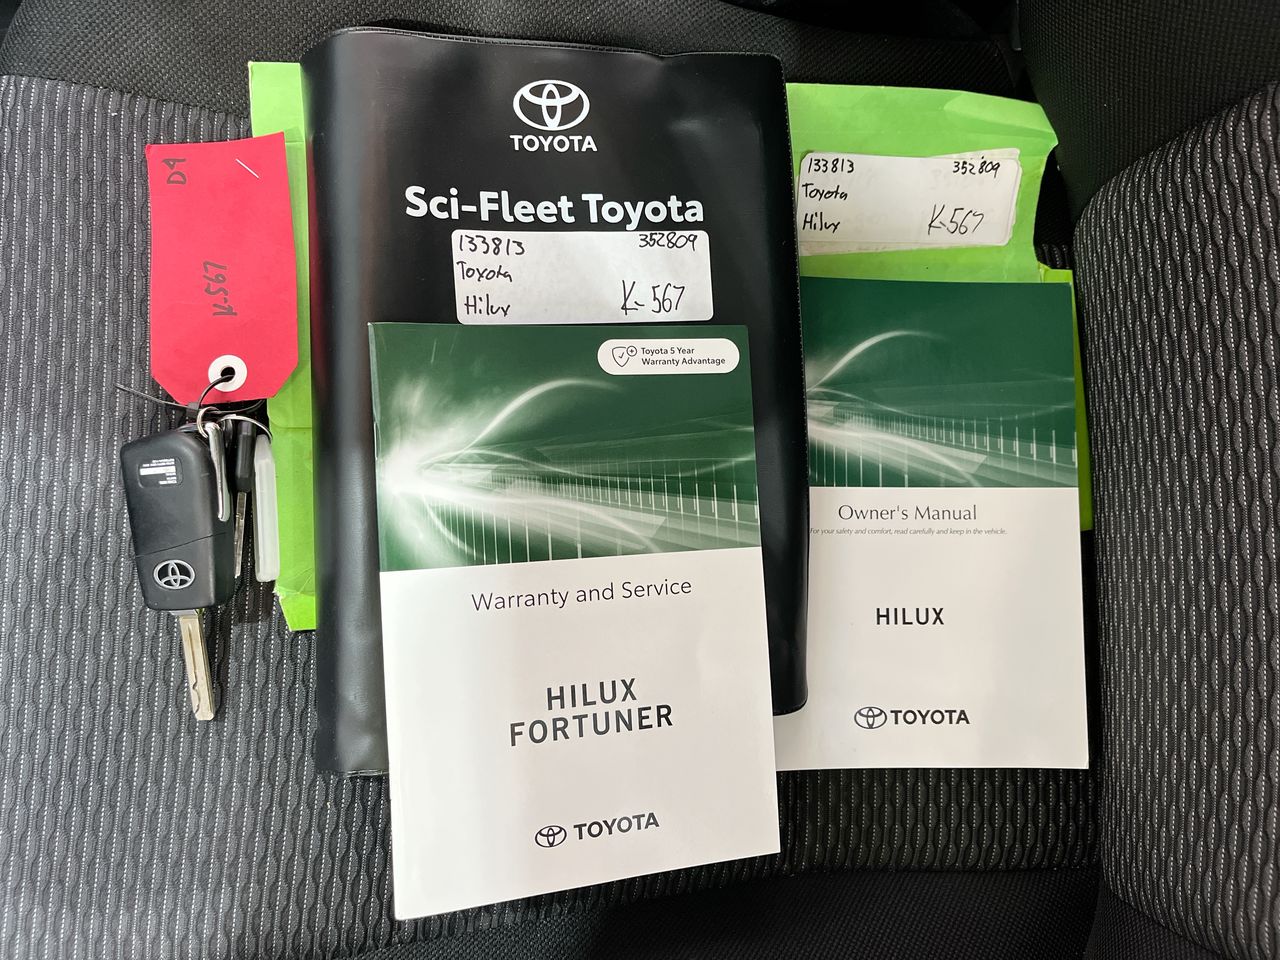 TOYOTA
Sci-Fleet Toyota
133813 352809
Toyota
Hilux K-567
133813 352809
Toyota
Hilux K-567
D9
K-567
Toyota 5 Year
Warranty Advantage
Warranty and Service
HILUX
FORTUNER
TOYOTA
Owner's Manual
For your safety and comfort, read carefully and keep in the vehicle.
HILUX
TOYOTA